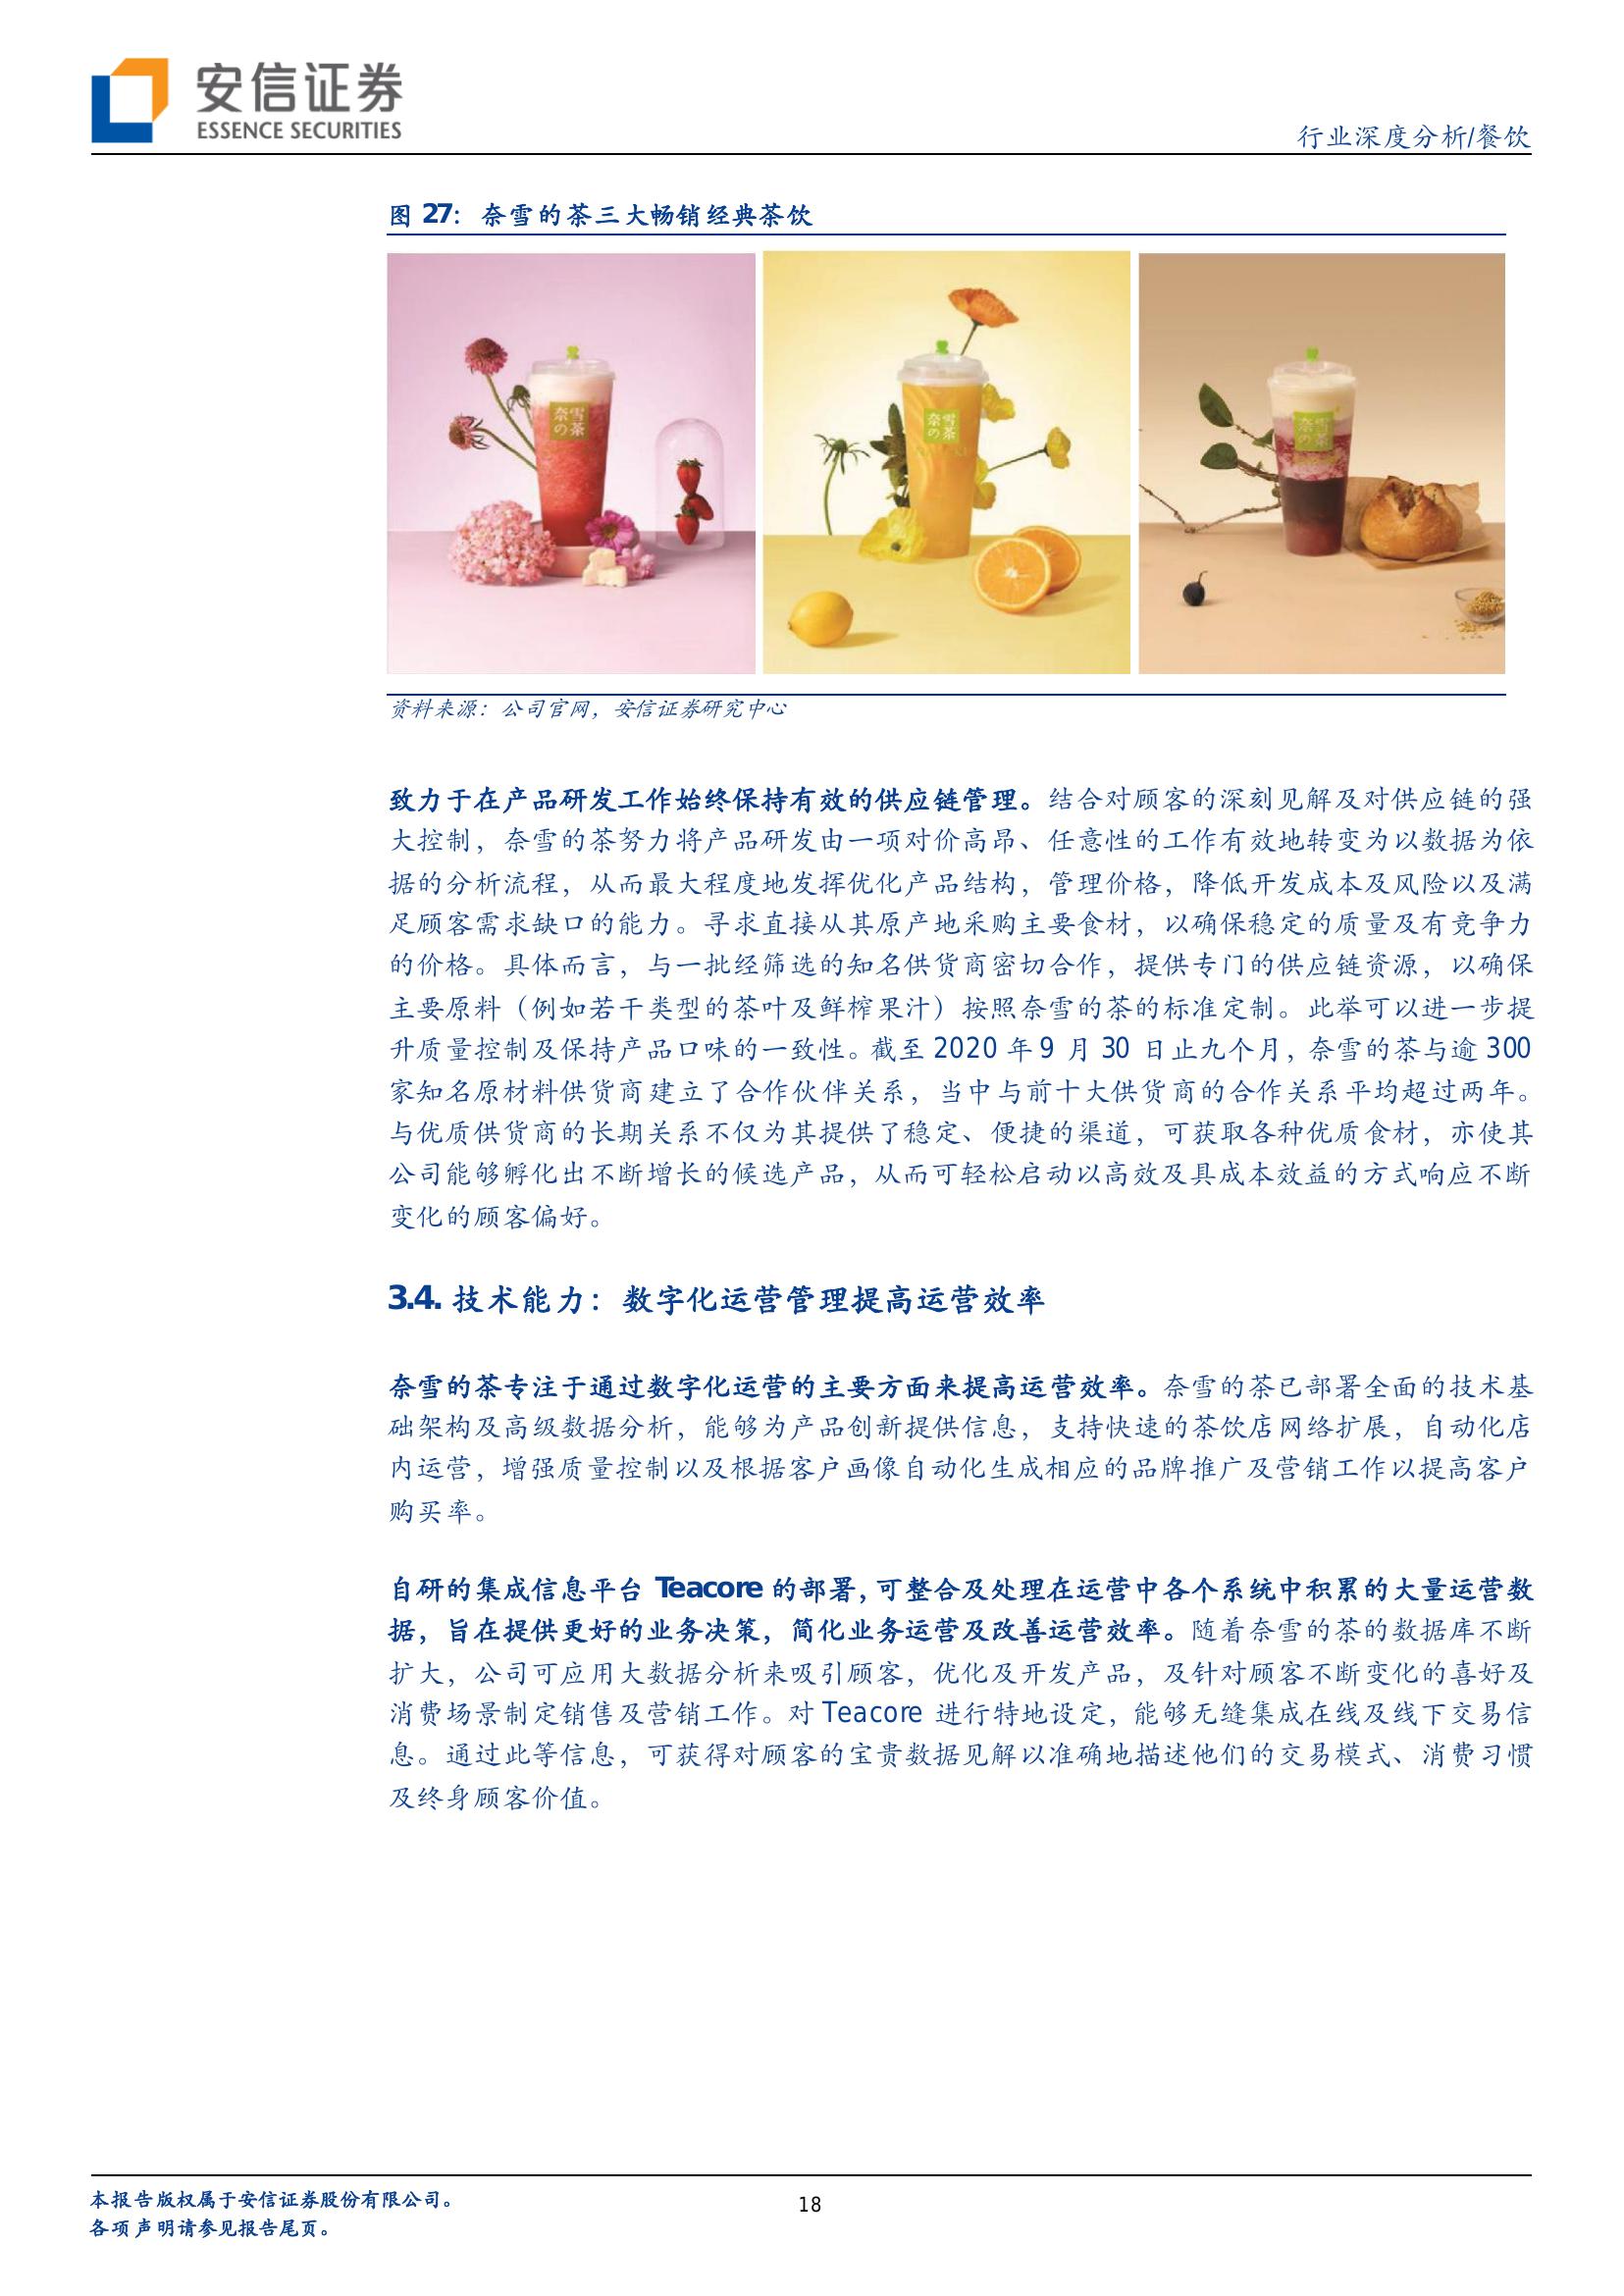 安信证券
ESSENCE SECURITIES
行业深度分析/餐饮
图 27：奈雪的茶三大畅销经典茶饮
奈雪
の茶
奈雪
の茶
奈雪
の茶
资料来源：公司官网，安信证券研究中心
致力于在产品研发工作始终保持有效的供应链管理。结合对顾客的深刻见解及对供应链的强
大控制，奈雪的茶努力将产品研发由一项对价高昂、任意性的工作有效地转变为以数据为依
据的分析流程，从而最大程度地发挥优化产品结构，管理价格，降低开发成本及风险以及满
足顾客需求缺口的能力。寻求直接从其原产地采购主要食材，以确保稳定的质量及有竞争力
的价格。具体而言，与一批经筛选的知名供货商密切合作，提供专门的供应链资源，以确保
主要原料（例如若干类型的茶叶及鲜榨果汁）按照奈雪的茶的标准定制。此举可以进一步提
升质量控制及保持产品口味的一致性。截至 2020 年 9 月 30 日止九个月，奈雪的茶与逾 300
家知名原材料供货商建立了合作伙伴关系，当中与前十大供货商的合作关系平均超过两年。
与优质供货商的长期关系不仅为其提供了稳定、便捷的渠道，可获取各种优质食材，亦使其
公司能够孵化出不断增长的候选产品，从而可轻松启动以高效及具成本效益的方式响应不断
变化的顾客偏好。
3.4. 技术能力：数字化运营管理提高运营效率
奈雪的茶专注于通过数字化运营的主要方面来提高运营效率。奈雪的茶已部署全面的技术基
础架构及高级数据分析，能够为产品创新提供信息，支持快速的茶饮店网络扩展，自动化店
内运营，增强质量控制以及根据客户画像自动化生成相应的品牌推广及营销工作以提高客户
购买率。
自研的集成信息平台 Teacore 的部署，可整合及处理在运营中各个系统中积累的大量运营数
据，旨在提供更好的业务决策，简化业务运营及改善运营效率。随着奈雪的茶的数据库不断
扩大，公司可应用大数据分析来吸引顾客，优化及开发产品，及针对顾客不断变化的喜好及
消费场景制定销售及营销工作。对 Teacore 进行特地设定，能够无缝集成在线及线下交易信
息。通过此等信息，可获得对顾客的宝贵数据见解以准确地描述他们的交易模式、消费习惯
及终身顾客价值。
本报告版权属于安信证券股份有限公司。
18
各项声明请参见报告尾页。